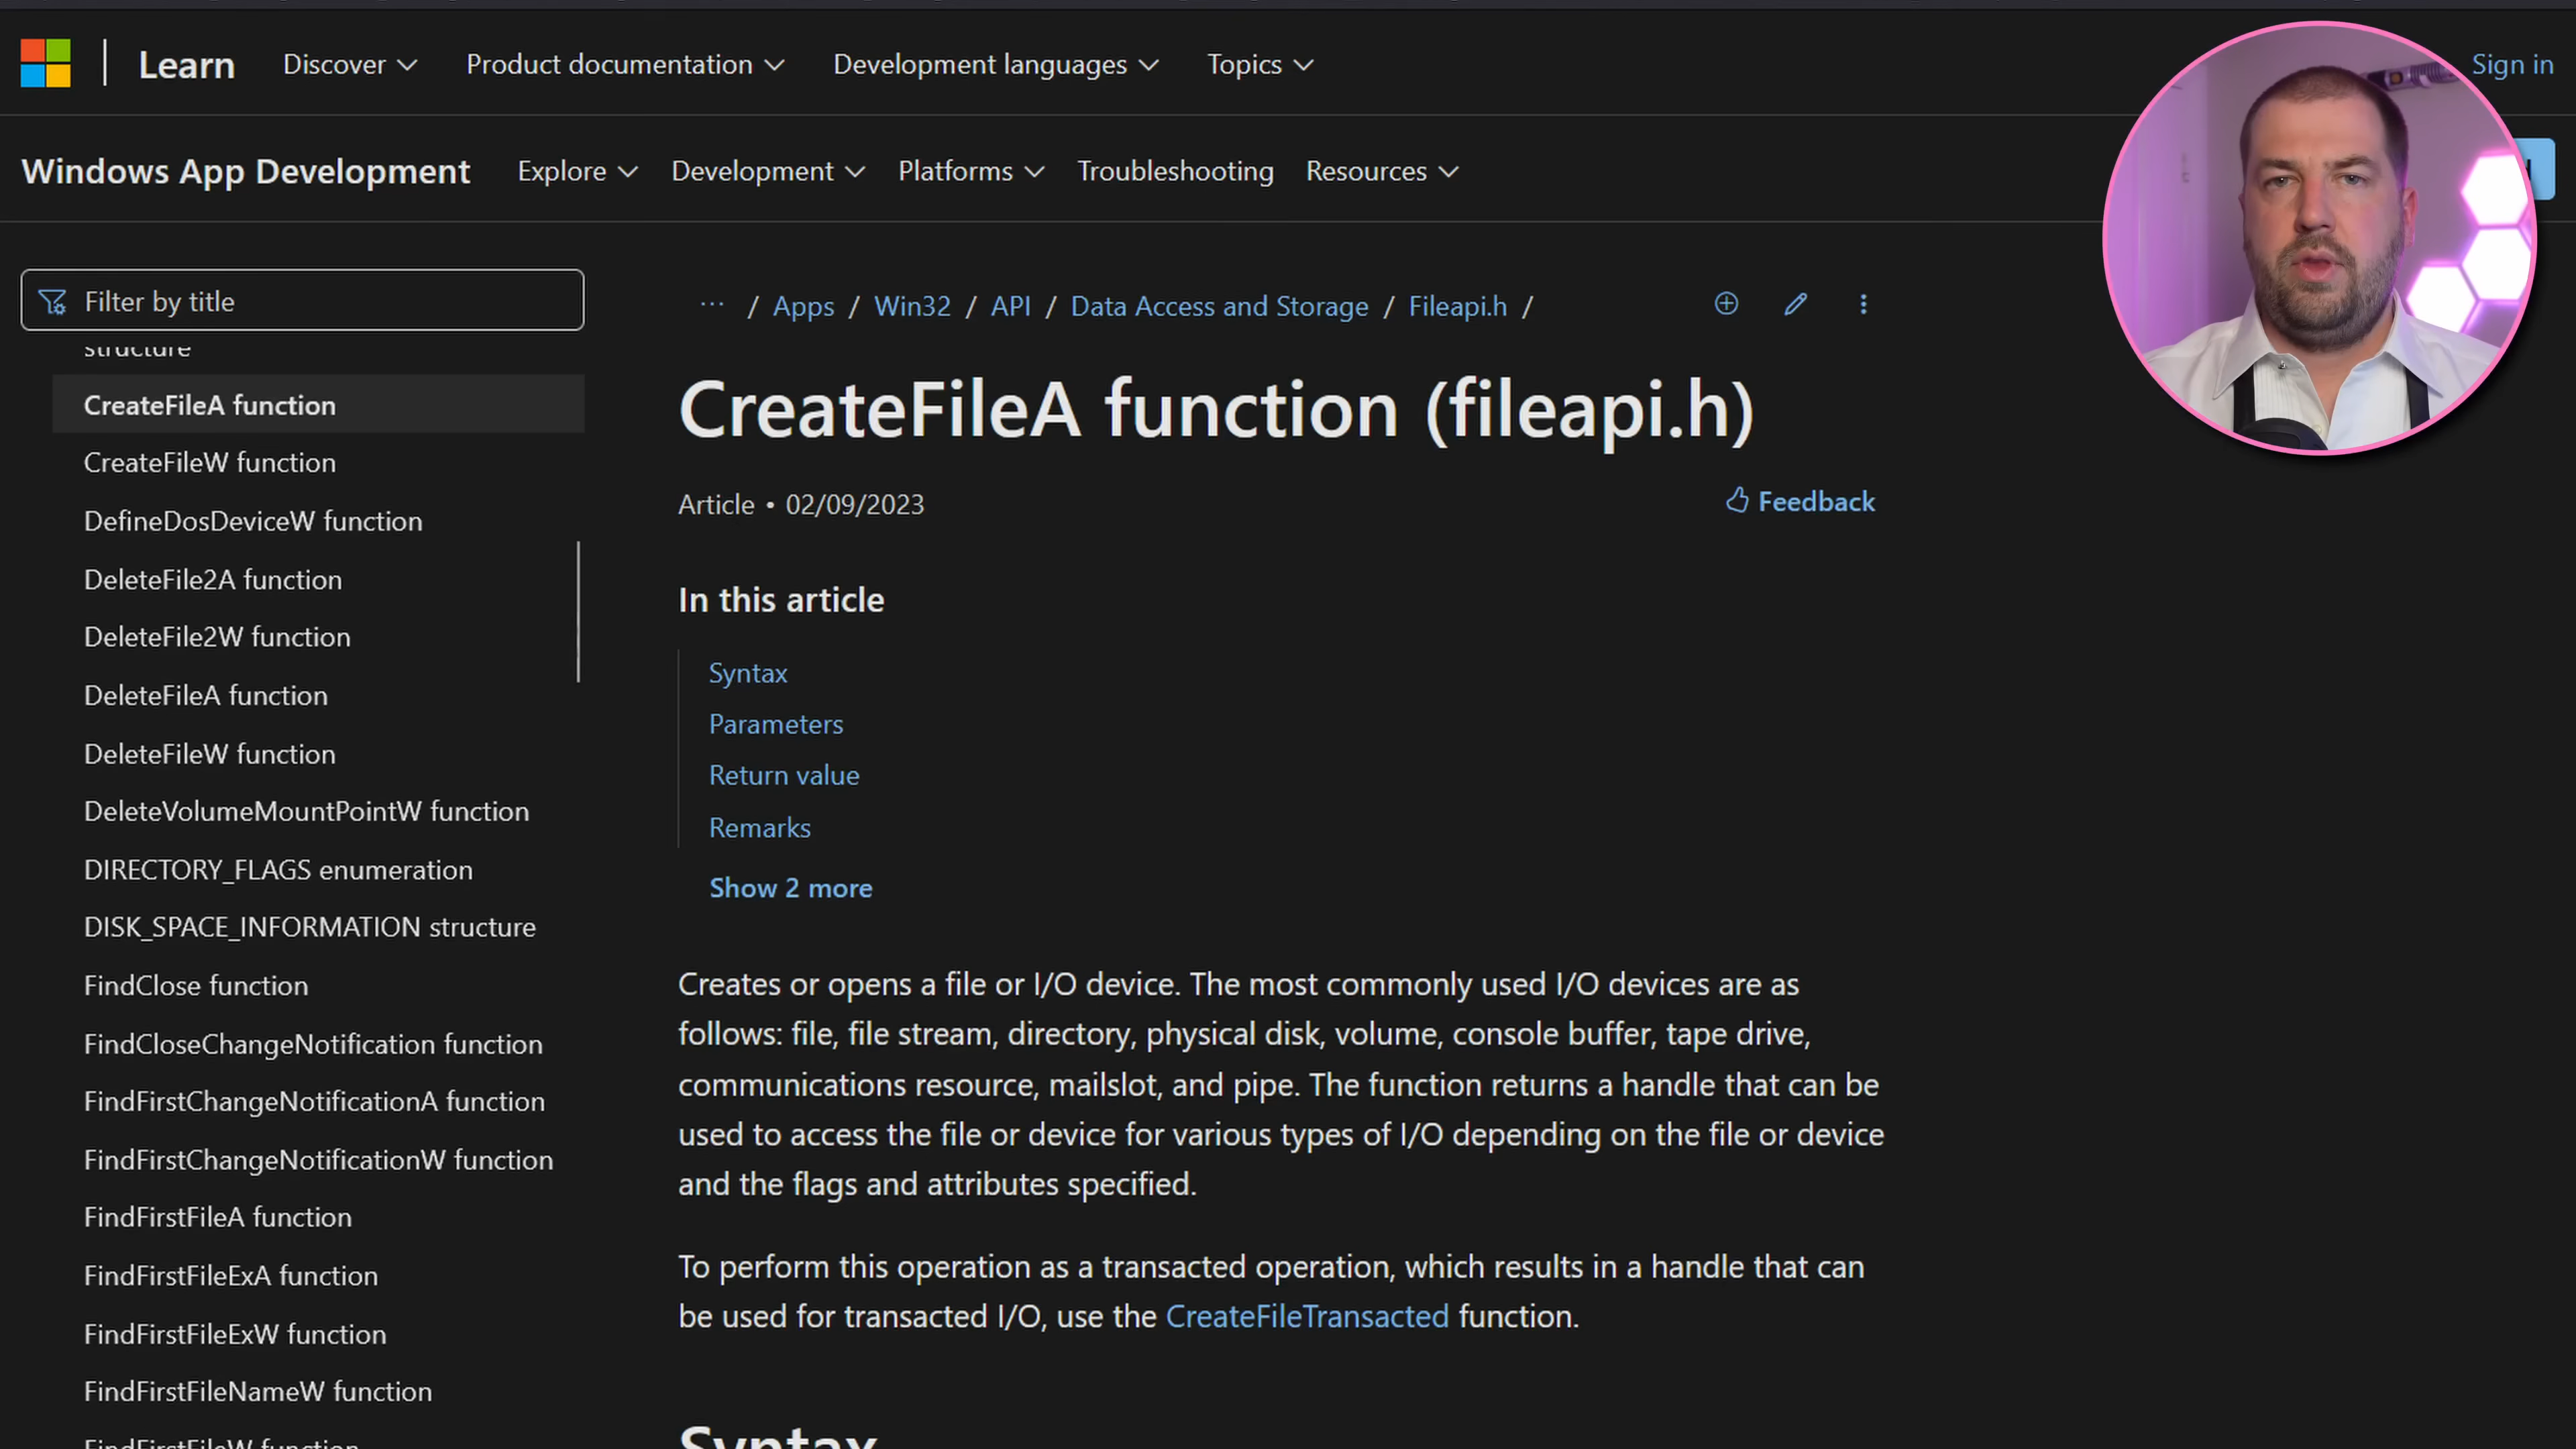 Learn Discover Product documentation Development languages Topics Sign in
Windows App Development Explore Development Platforms Troubleshooting Resources
Filter by title
structure
CreateFileA function
CreateFileW function
DefineDosDeviceW function
DeleteFile2A function
DeleteFile2W function
DeleteFileA function
DeleteFileW function
DeleteVolumeMountPointW function
DIRECTORY_FLAGS enumeration
DISK_SPACE_INFORMATION structure
FindClose function
FindCloseChangeNotification function
FindFirstChangeNotificationA function
FindFirstChangeNotificationW function
FindFirstFileA function
FindFirstFileExA function
FindFirstFileExW function
FindFirstFileNameW function
FindFirstFileW function
... / Apps / Win32 / API / Data Access and Storage / Fileapi.h /
CreateFileA function (fileapi.h)
Article • 02/09/2023
Feedback
In this article
Syntax
Parameters
Return value
Remarks
Show 2 more
Creates or opens a file or I/O device. The most commonly used I/O devices are as
follows: file, file stream, directory, physical disk, volume, console buffer, tape drive,
communications resource, mailslot, and pipe. The function returns a handle that can be
used to access the file or device for various types of I/O depending on the file or device
and the flags and attributes specified.
To perform this operation as a transacted operation, which results in a handle that can
be used for transacted I/O, use the CreateFileTransacted function.
Syntax